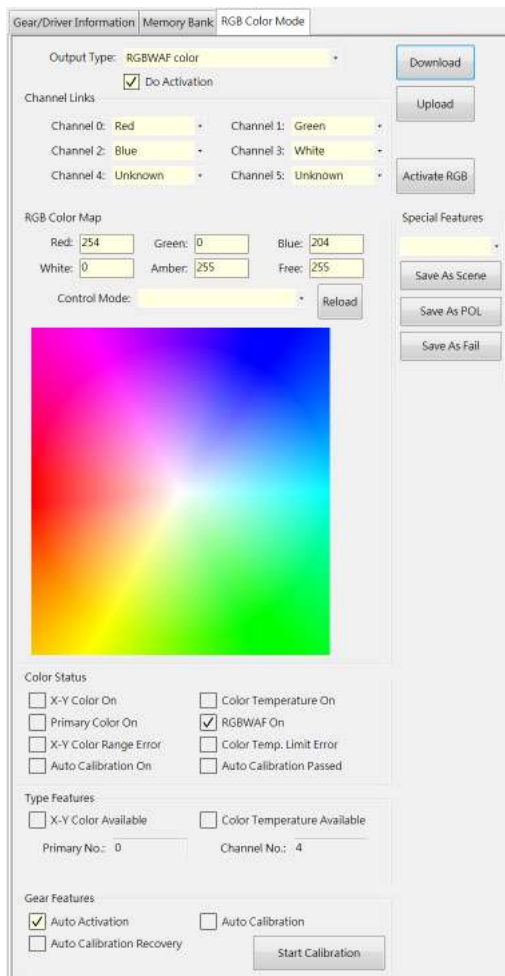 Gear/Driver Information Memory Bank RGB Color Mode
Output Type: RGBWAF color
Download
Do Activation
Upload
Channel Links
Channel 0: Red Channel 1: Green
Channel 2: Blue Channel 3: White
Channel 4: Unknown Channel 5: Unknown
Activate RGB
RGB Color Map
Special Features
Red: 254 Green: 0 Blue: 204
White: 0 Amber: 255 Free: 255
Save As Scene
Control Mode: Reload
Save As POL
Save As Fail
Color Status
X-Y Color On Color Temperature On
Primary Color On RGBWAF On
X-Y Color Range Error Color Temp. Limit Error
Auto Calibration On Auto Calibration Passed
Type Features
X-Y Color Available Color Temperature Available
Primary No.: 0 Channel No.: 4
Gear Features
Auto Activation Auto Calibration
Auto Calibration Recovery Start Calibration